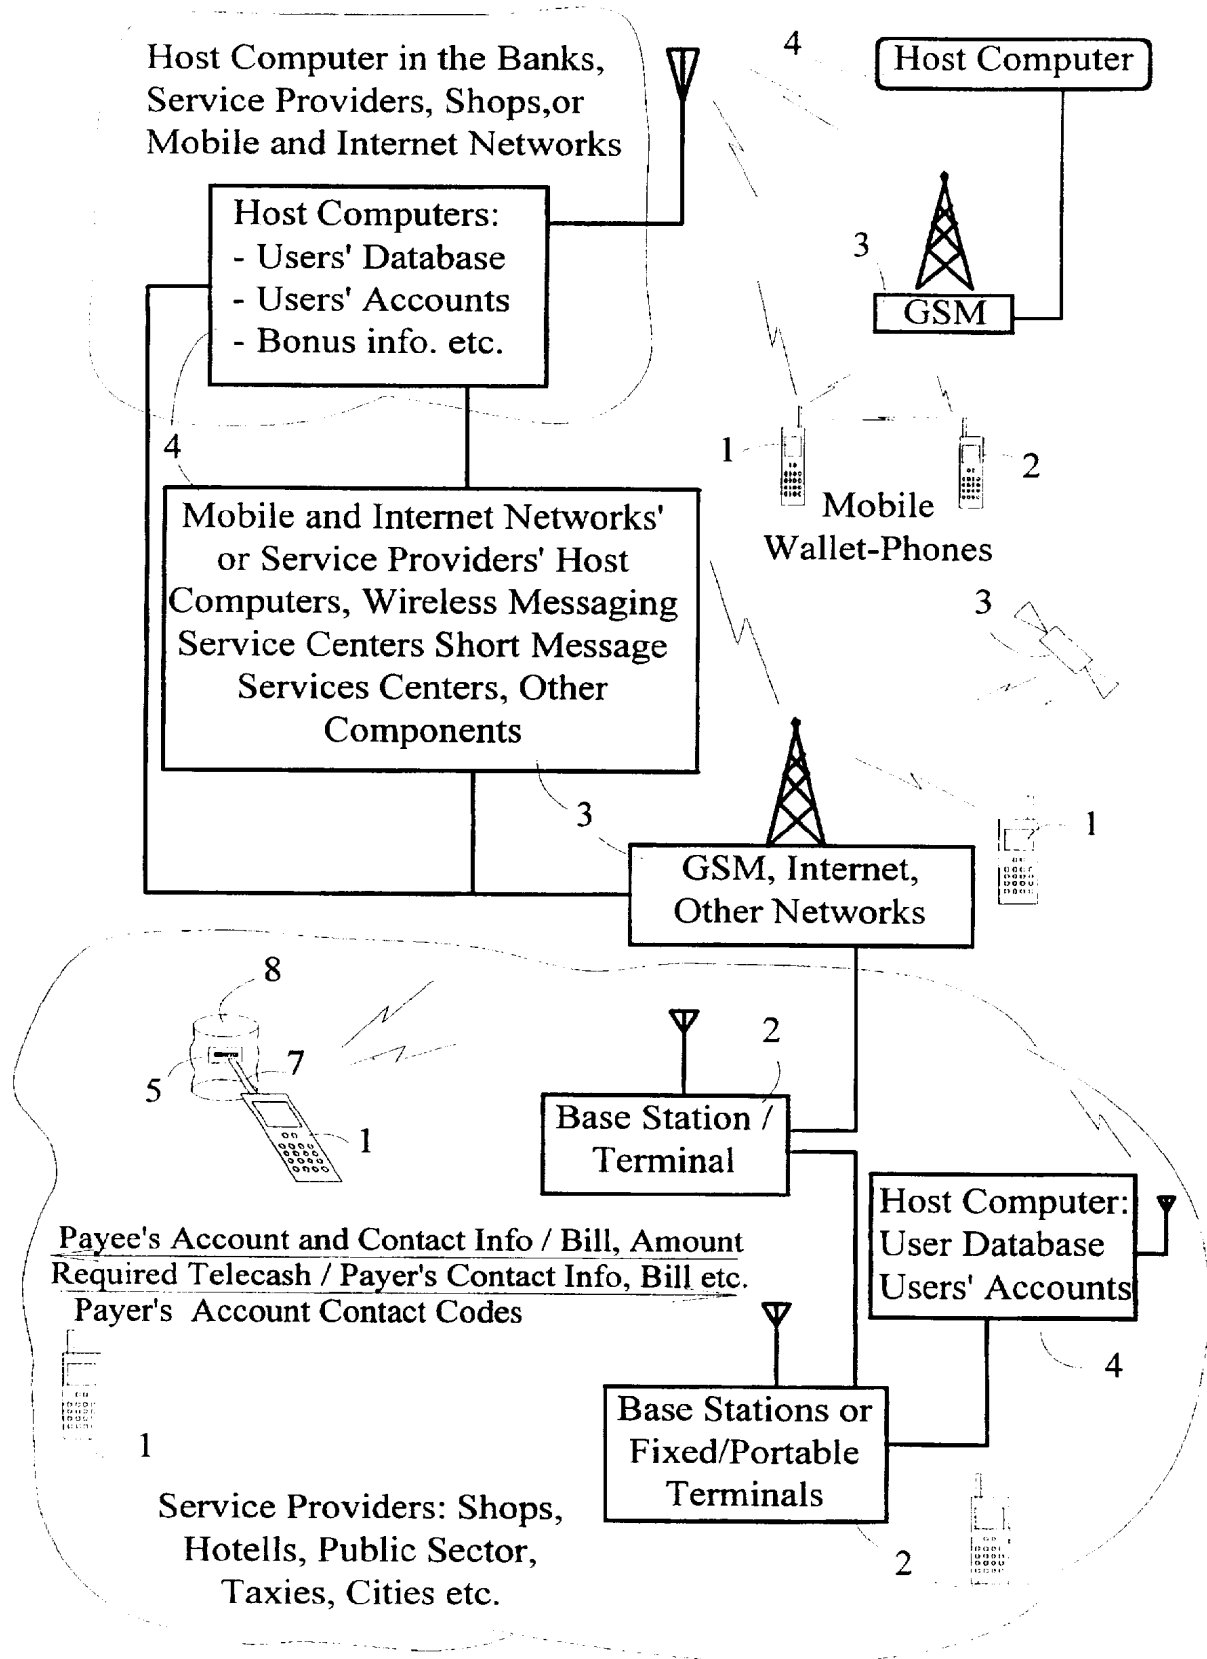 Host Computer in the Banks,
Service Providers, Shops,or
Mobile and Internet Networks
4
Host Computer
Host Computers:
- Users' Database
- Users' Accounts
- Bonus info. etc.
3
GSM
4
1
2
Mobile
Wallet-Phones
Mobile and Internet Networks'
or Service Providers' Host
Computers, Wireless Messaging
Service Centers Short Message
Services Centers, Other
Components
3
3
1
GSM, Internet,
Other Networks
8
5
7
1
2
Base Station /
Terminal
Host Computer:
User Database
Users' Accounts
4
Payee's Account and Contact Info / Bill, Amount
Required Telecash / Payer's Contact Info, Bill etc.
Payer's Account Contact Codes
1
Base Stations or
Fixed/Portable
Terminals
2
Service Providers: Shops,
Hotells, Public Sector,
Taxies, Cities etc.